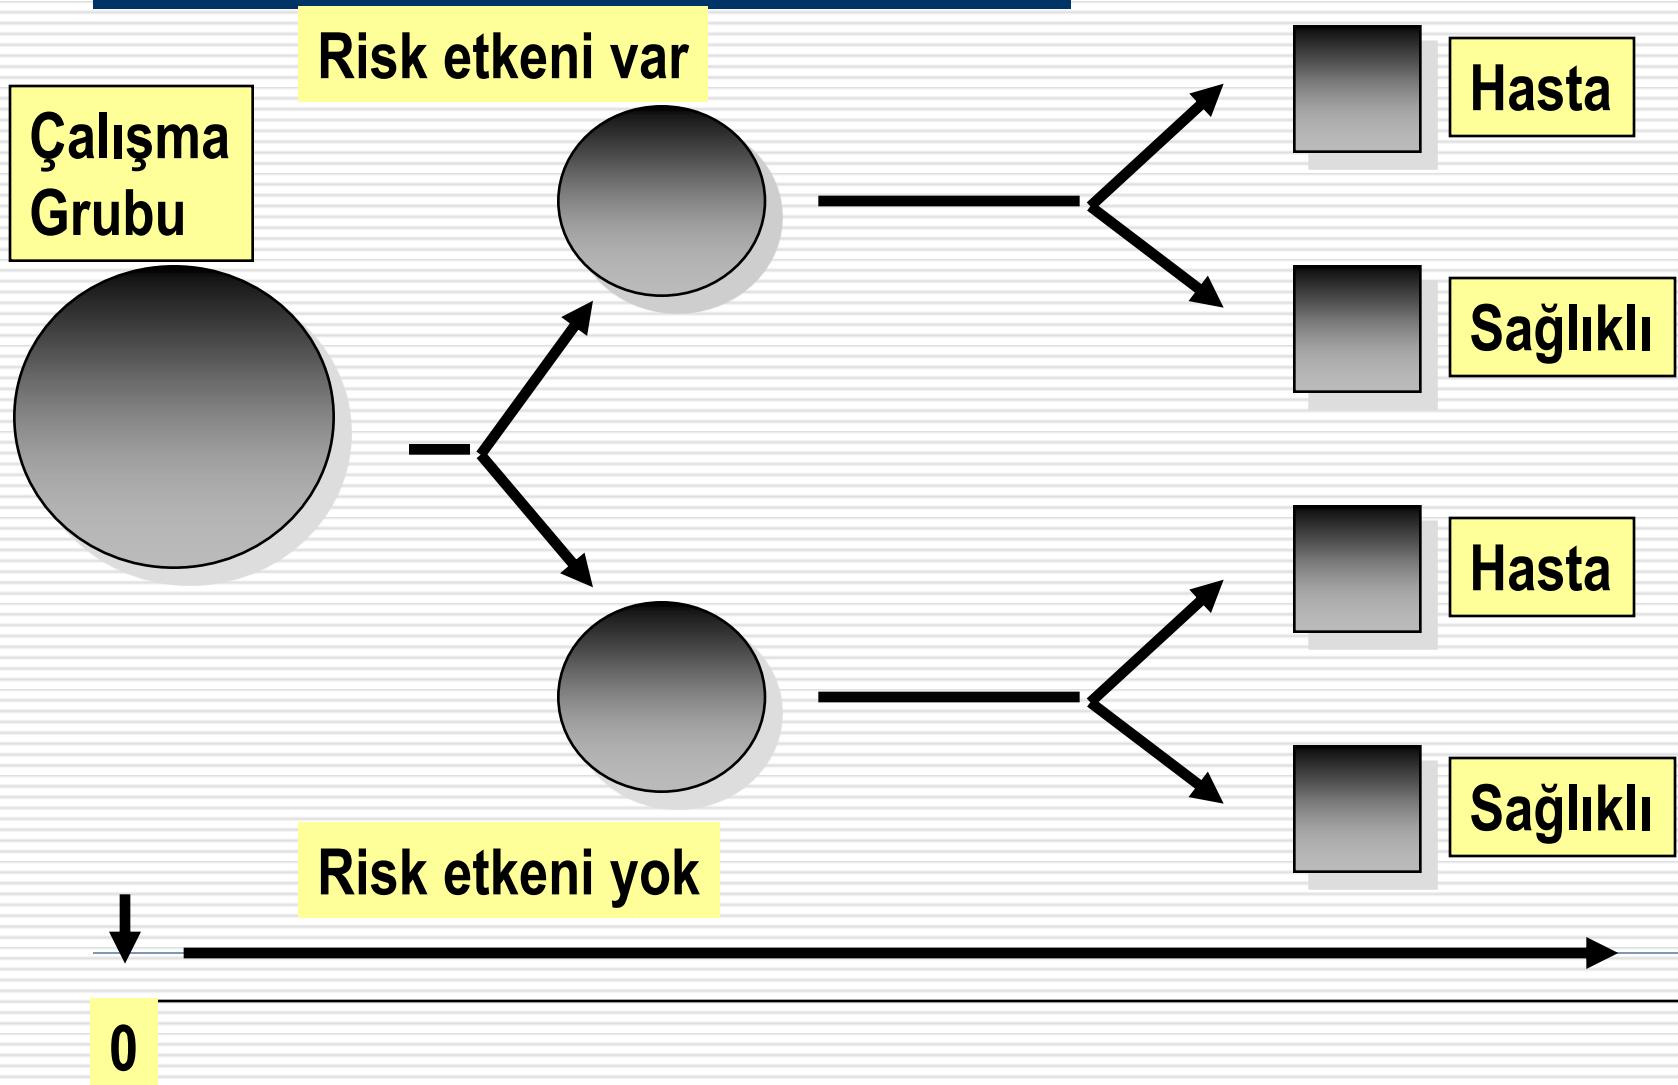 Risk etkeni var
Çalışma
Grubu
Hasta
Sağlıklı
Hasta
Sağlıklı
Risk etkeni yok
0